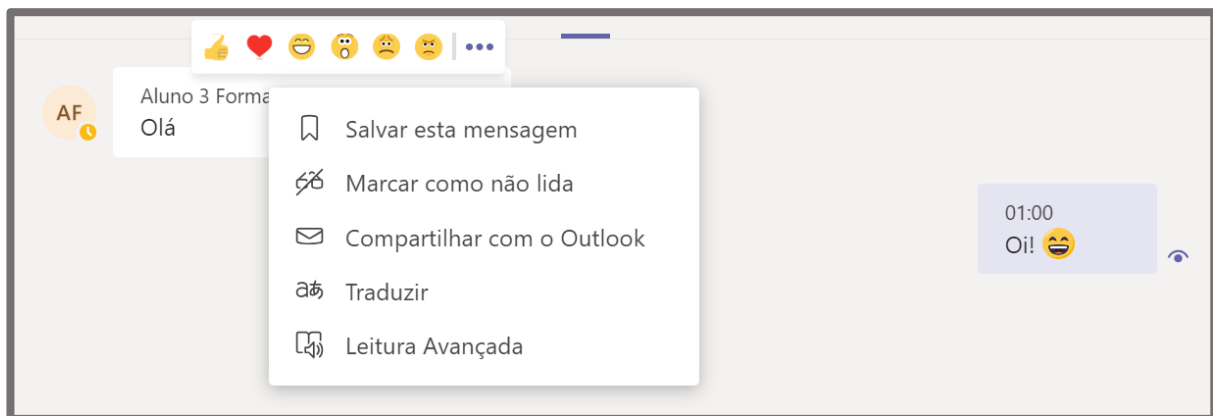 AF
Aluno 3 Forma
Olá
Salvar esta mensagem
Marcar como não lida
Compartilhar com o Outlook
Traduzir
Leitura Avançada
01:00
Oi! 😄